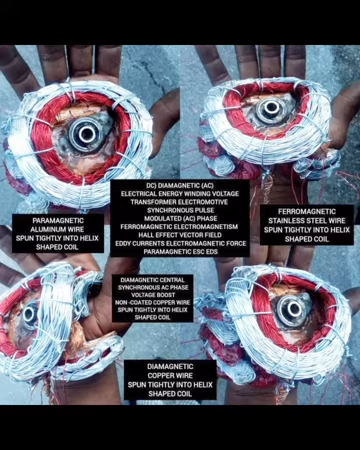 DC) DIAMAGNETIC (AC)
ELECTRICAL ENERGY WINDING VOLTAGE
TRANSFORMER ELECTROMOTIVE
SYNCHRONOUS PULSE
MODULATED (AC) PHASE
FERROMAGNETIC ELECTROMAGNETISM
HALL EFFECT VECTOR FIELD
EDDY CURRENTS ELECTROMAGNETIC FORCE
PARAMAGNETIC ESC EDS
PARAMAGNETIC
ALUMINUM WIRE
SPUN TIGHTLY INTO HELIX
SHAPED COIL
FERROMAGNETIC
STAINLESS STEEL WIRE
SPUN TIGHTLY INTO HELIX
SHAPED COIL
DIAMAGNETIC CENTRAL
SYNCHRONOUS AC PHASE
VOLTAGE BOOST
NON-COATED COPPER WIRE
SPUN TIGHTLY INTO HELIX
SHAPED COIL
DIAMAGNETIC
COPPER WIRE
SPUN TIGHTLY INTO HELIX
SHAPED COIL